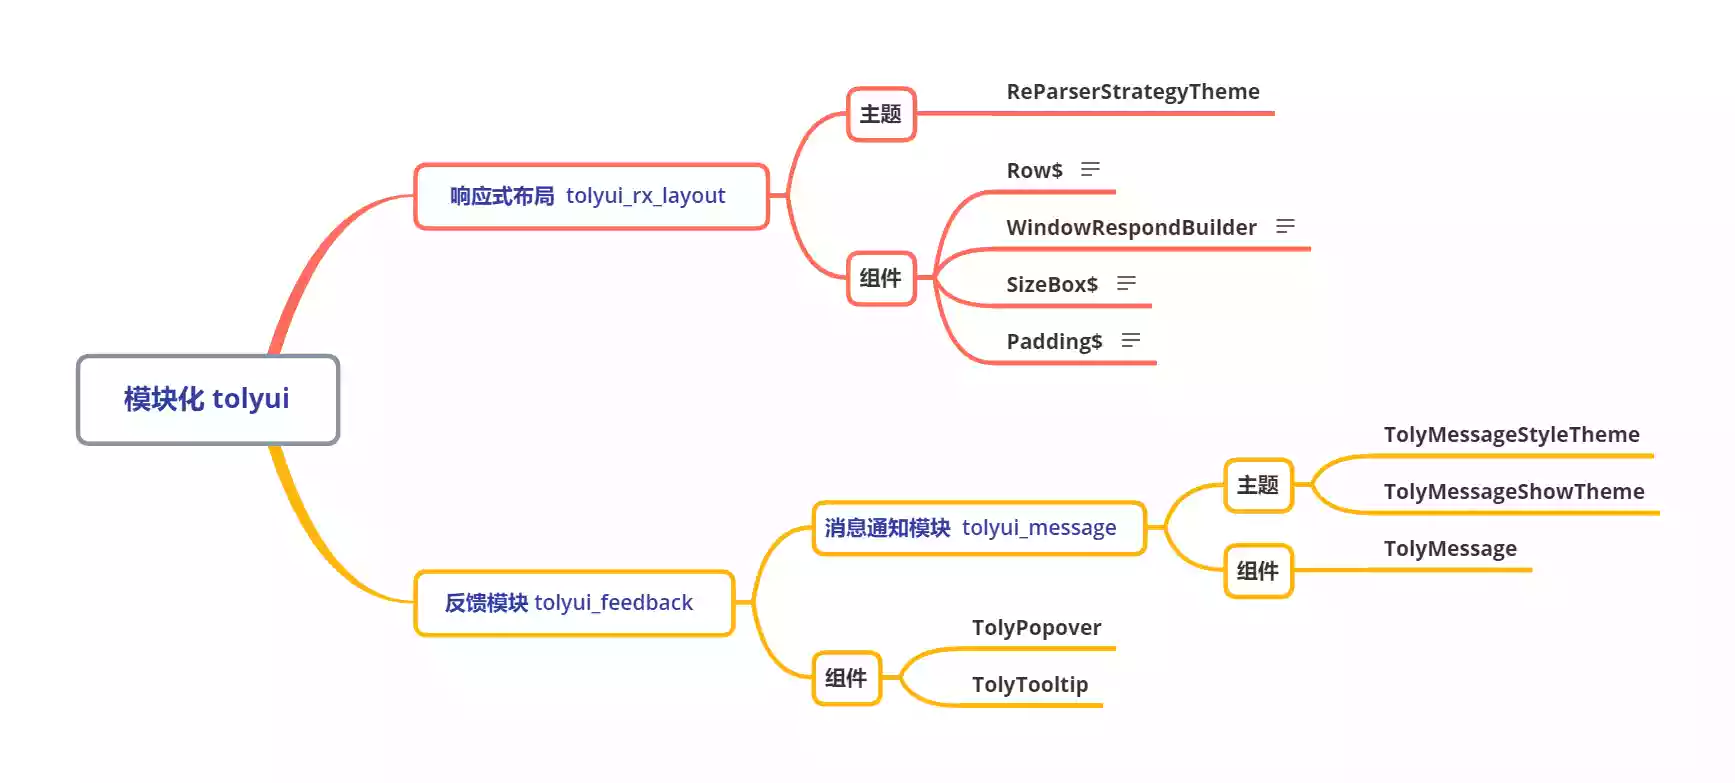 模块化 tolyui
响应式布局 tolyui_rx_layout
主题
ReParserStrategyTheme
组件
Row$
WindowRespondBuilder
SizeBox$
Padding$
反馈模块 tolyui_feedback
消息通知模块 tolyui_message
主题
TolyMessageStyleTheme
TolyMessageShowTheme
组件
TolyMessage
组件
TolyPopover
TolyTooltip